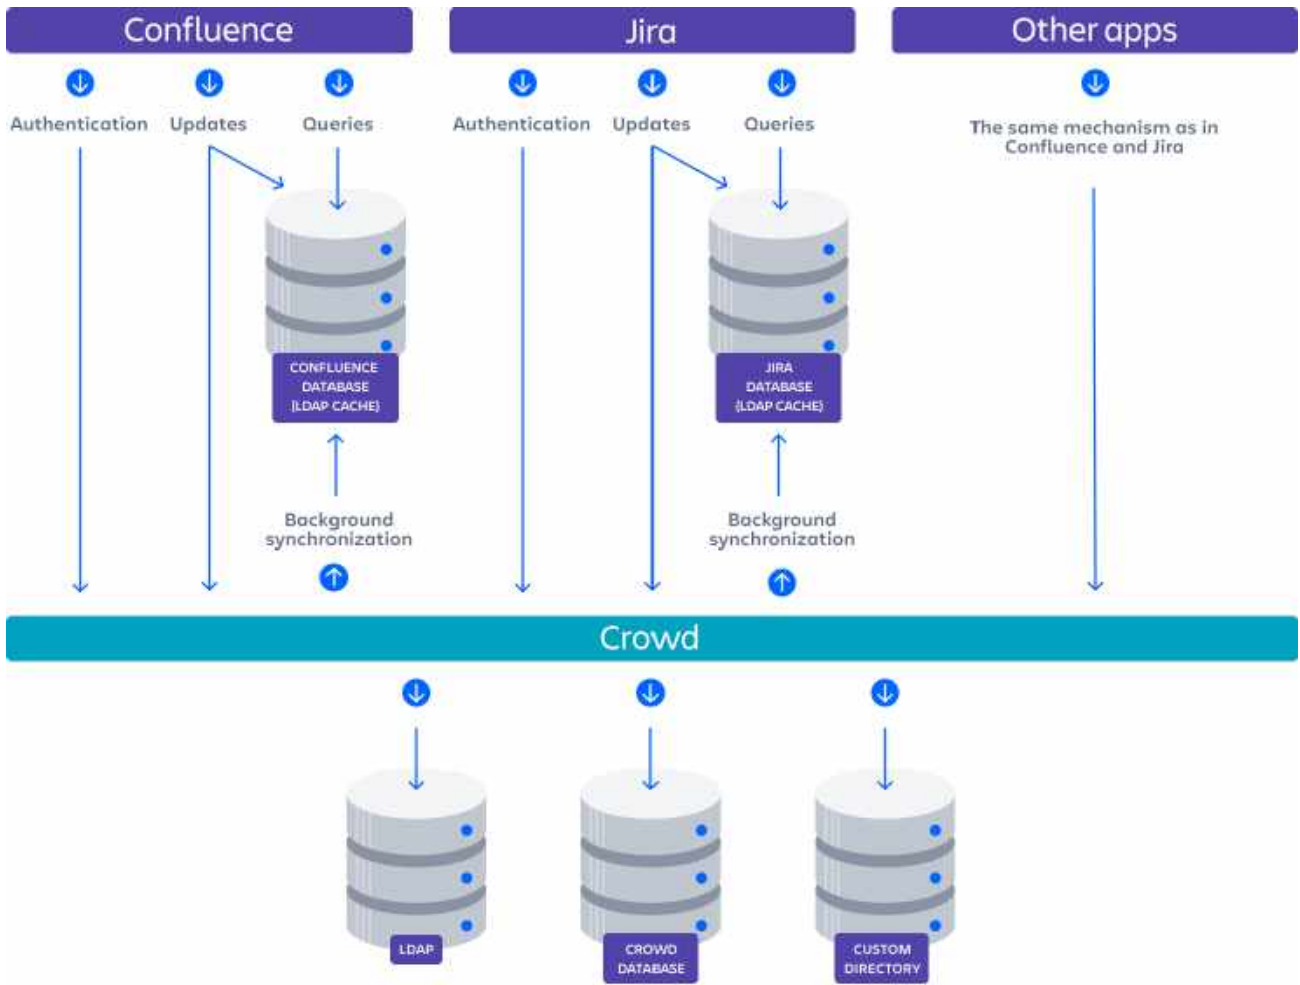 Confluence
Jira
Other apps
Authentication
Updates
Queries
Authentication
Updates
Queries
The same mechanism as in
Confluence and Jira
CONFLUENCE
DATABASE
(LDAP CACHE)
JIRA
DATABASE
(LDAP CACHE)
Background
synchronization
Background
synchronization
Crowd
LDAP
CROWD
DATABASE
CUSTOM
DIRECTORY